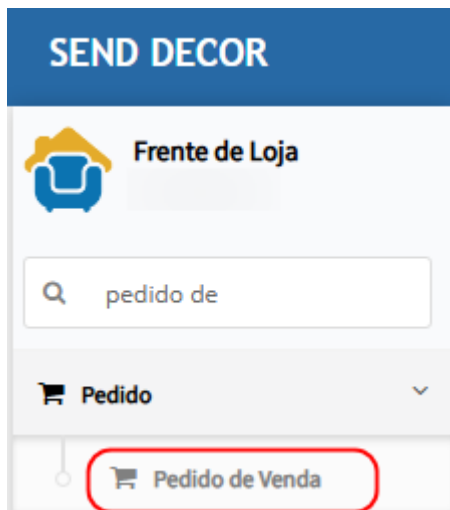 SEND DECOR
Frente de Loja
pedido de
Pedido
Pedido de Venda